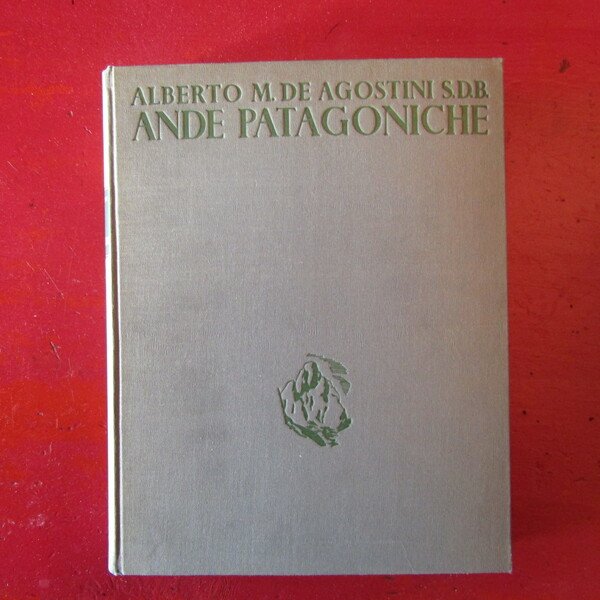 ALBERTO M. DE AGOSTINI S.D.B.
ANDE PATAGONICHE